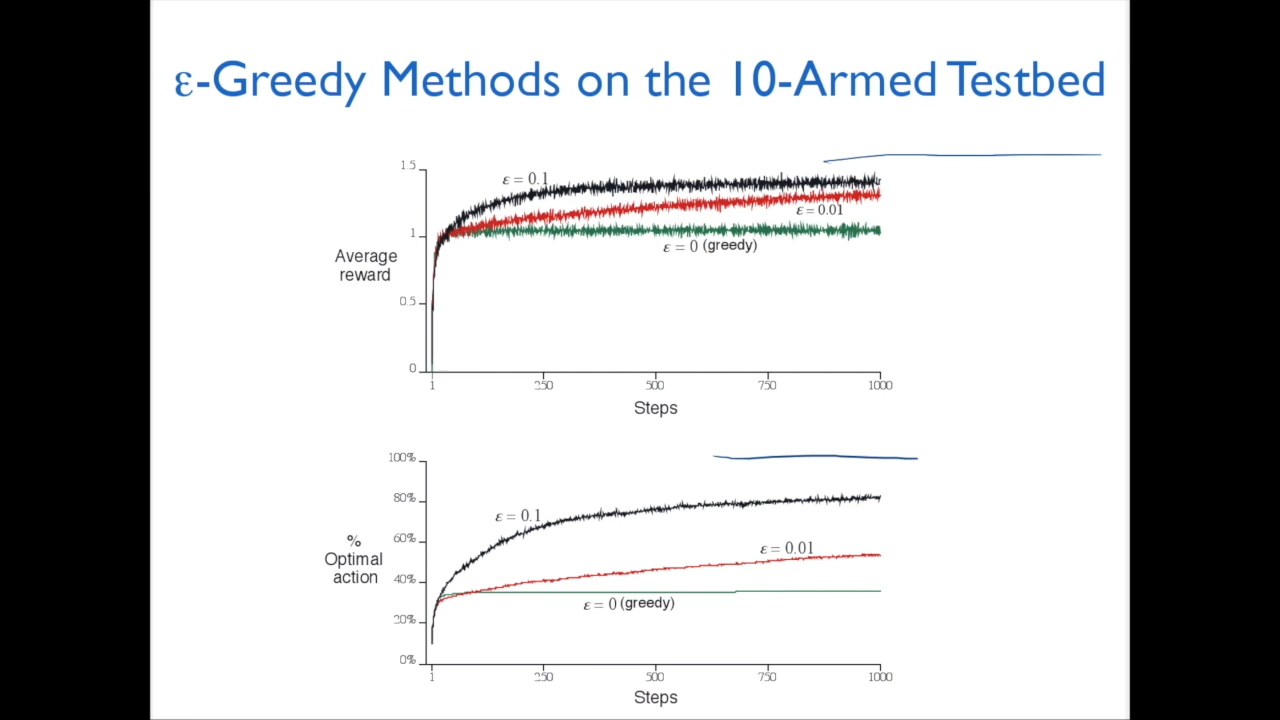 ε-Greedy Methods on the 10-Armed Testbed
1.5
ε = 0.1
ε = 0.01
1
ε = 0 (greedy)
Average
reward
0.5
0
1
250
500
750
1000
Steps
100%
80%
ε = 0.1
60%
%
Optimal
action
ε = 0.01
40%
ε = 0 (greedy)
20%
0%
1
250
500
750
1000
Steps